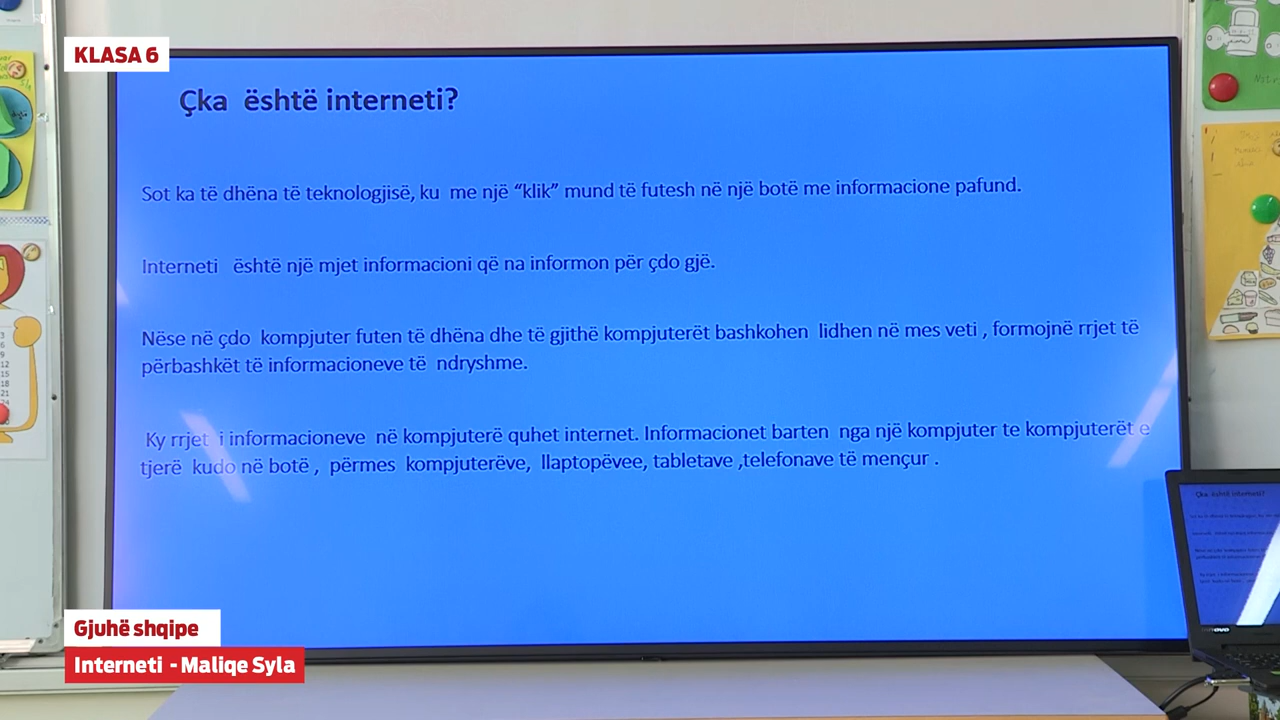 KLASA 6
Çka është interneti?
Sot ka të dhëna të teknologjisë, ku me një “klik” mund të futesh në një botë me informacione pafund.
Interneti është një mjet informacioni që na informon për çdo gjë.
Nëse në çdo kompjuter futen të dhëna dhe të gjithë kompjuterët bashkohen lidhen në mes veti , formojnë rrjet të
përbashkët të informacioneve të ndryshme.
Ky rrjet i informacioneve në kompjuterë quhet internet. Informacionet barten nga një kompjuter te kompjuterët e
tjerë kudo në botë , përmes kompjuterëve, llaptopëvee, tabletave ,telefonave të mençur .
Çka është interneti?
Gjuhë shqipe
Interneti - Maliqe Syla